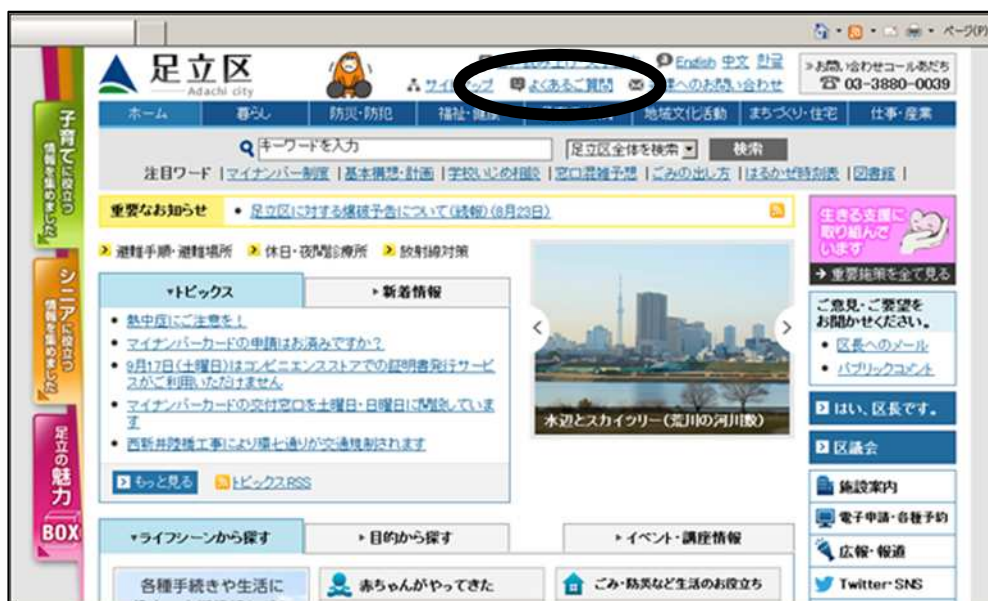 ページ(P)
足立区
Adachi city
English 中文 한글
サイトマップ
よくあるご質問
へのお問い合わせ
»お問い合わせコールあだち
03-3880-0039
ホーム
暮らし
防災・防犯
福祉・健康
地域文化活動
まちづくり・住宅
仕事・産業
キーワードを入力
足立区全体を検索
検索
注目ワード | マイナンバー制度 | 基本構想・計画 | 学校いじめ相談 | 窓口混雑予想 | ごみの出し方 | はるかぜ時刻表 | 図書館 |
重要なお知らせ
• 足立区に対する爆破予告について(続報)(8月23日)
避難手順・避難場所 休日・夜間診療所 放射線対策
トピックス
新着情報
• 熱中症にご注意を！
• マイナンバーカードの申請はお済みですか？
• 9月17日(土曜日)はコンビニエンスストアでの証明書発行サービ
スがご利用いただけません
• マイナンバーカードの交付窓口を土曜日・日曜日に開設していま
す
• 西新井陸橋工事により環七通りが交通規制されます
もっと見る
トピックスRSS
水辺とスカイツリー(荒川の河川敷)
ライフシーンから探す
目的から探す
イベント・講座情報
各種手続きや生活に
赤ちゃんがやってきた
ごみ・防災など生活のお役立ち
子育てに役立つ
情報を集めました
シニアに役立つ
情報を集めました
足立の魅力
BOX
生きる支援に
取り組んで
います
重要施策を全て見る
ご意見・ご要望を
お聞かせください。
• 区長へのメール
• パブリックコメント
はい、区長です。
区議会
施設案内
電子申請・各種予約
広報・報道
Twitter・SNS